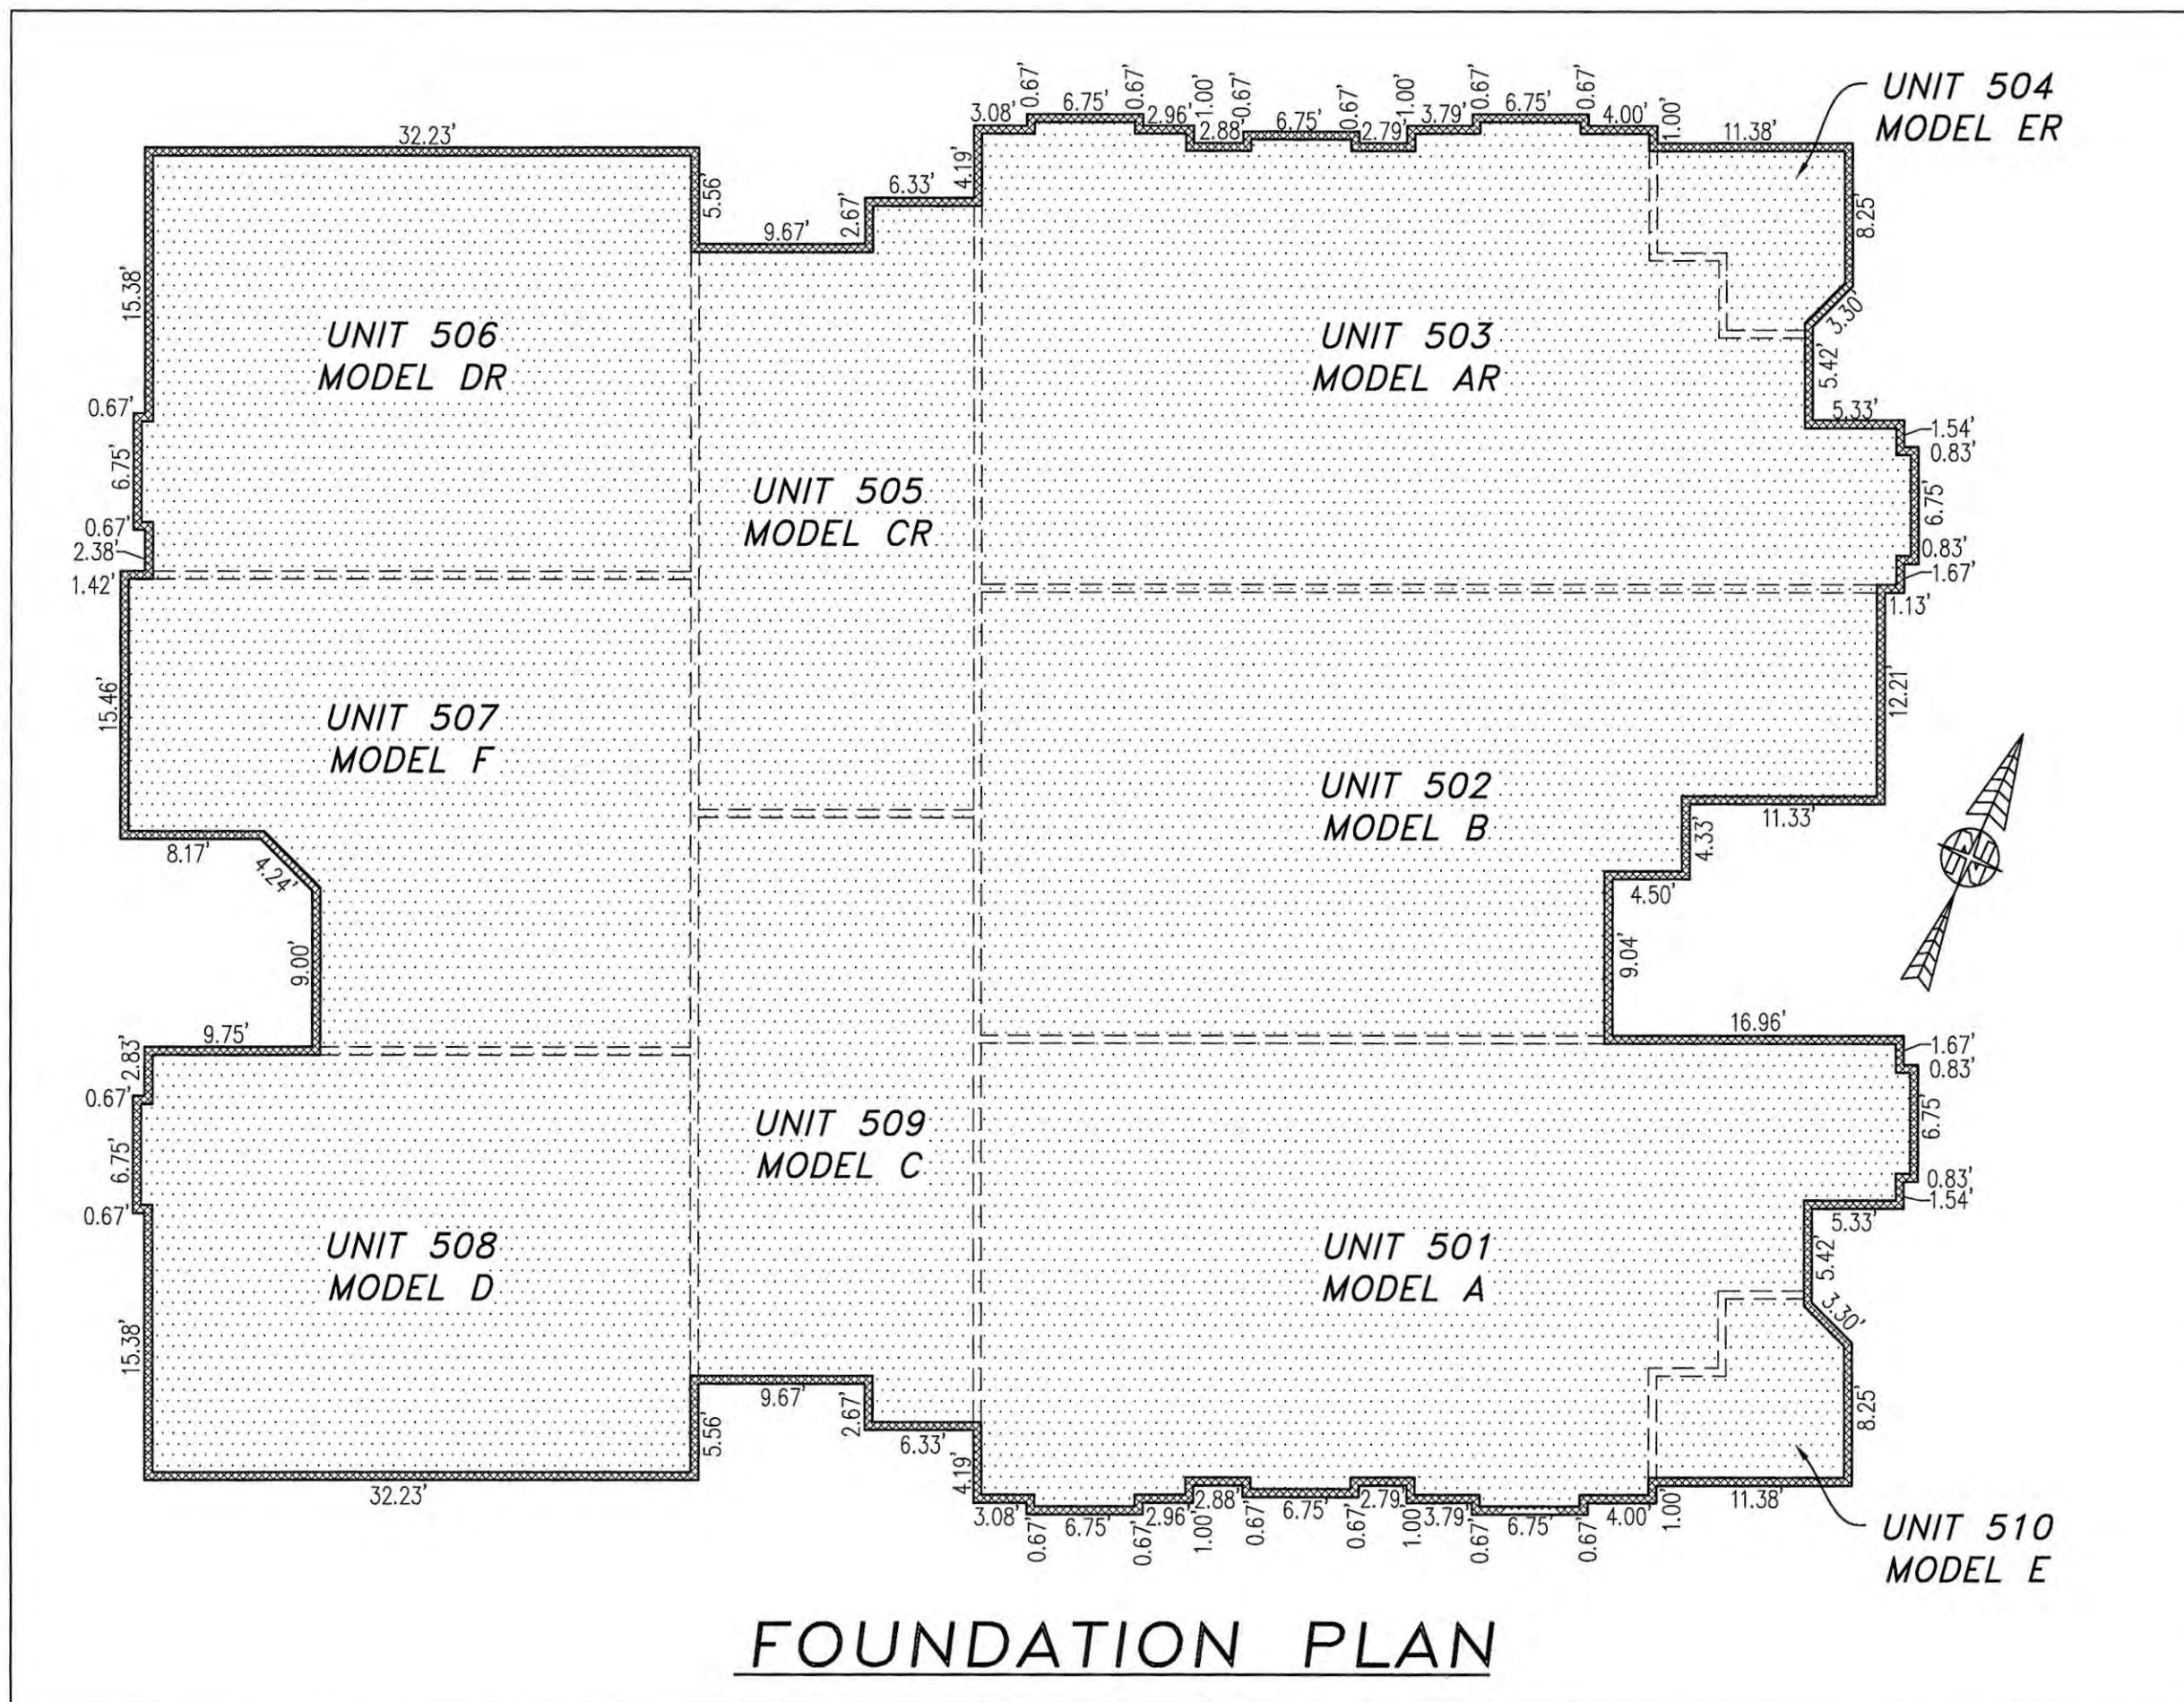 0.67' 0.67' 1.00' 0.67' 0.67' 1.00' 0.67' 0.67'
3.08' 6.75' 2.96' 2.88' 6.75' 2.79' 3.79' 6.75' 4.00' 1.00' 11.38'
UNIT 504
MODEL ER
32.23'
4.19'
6.33'
5.56'
2.67'
9.67'
8.25'
3.30'
15.38'
UNIT 506
MODEL DR
UNIT 503
MODEL AR
5.42'
5.33'
1.54'
0.83'
0.67'
6.75'
0.67'
2.38'
1.42'
UNIT 505
MODEL CR
6.75'
0.83'
1.67'
1.13'
15.46'
UNIT 507
MODEL F
12.21'
UNIT 502
MODEL B
11.33'
4.33'
4.50'
8.17'
4.24'
9.00'
9.04'
N
9.75'
2.83'
16.96'
1.67'
0.83'
0.67'
6.75'
0.67'
UNIT 509
MODEL C
6.75'
0.83'
1.54'
5.33'
5.42'
UNIT 508
MODEL D
UNIT 501
MODEL A
3.30'
15.38'
9.67'
2.67'
5.56'
6.33'
4.19'
8.25'
32.23'
3.08' 6.75' 2.96' 2.88' 6.75' 2.79' 3.79' 6.75' 4.00' 1.00' 11.38'
0.67' 0.67' 1.00' 0.67' 0.67' 1.00' 0.67' 0.67'
UNIT 510
MODEL E
FOUNDATION PLAN